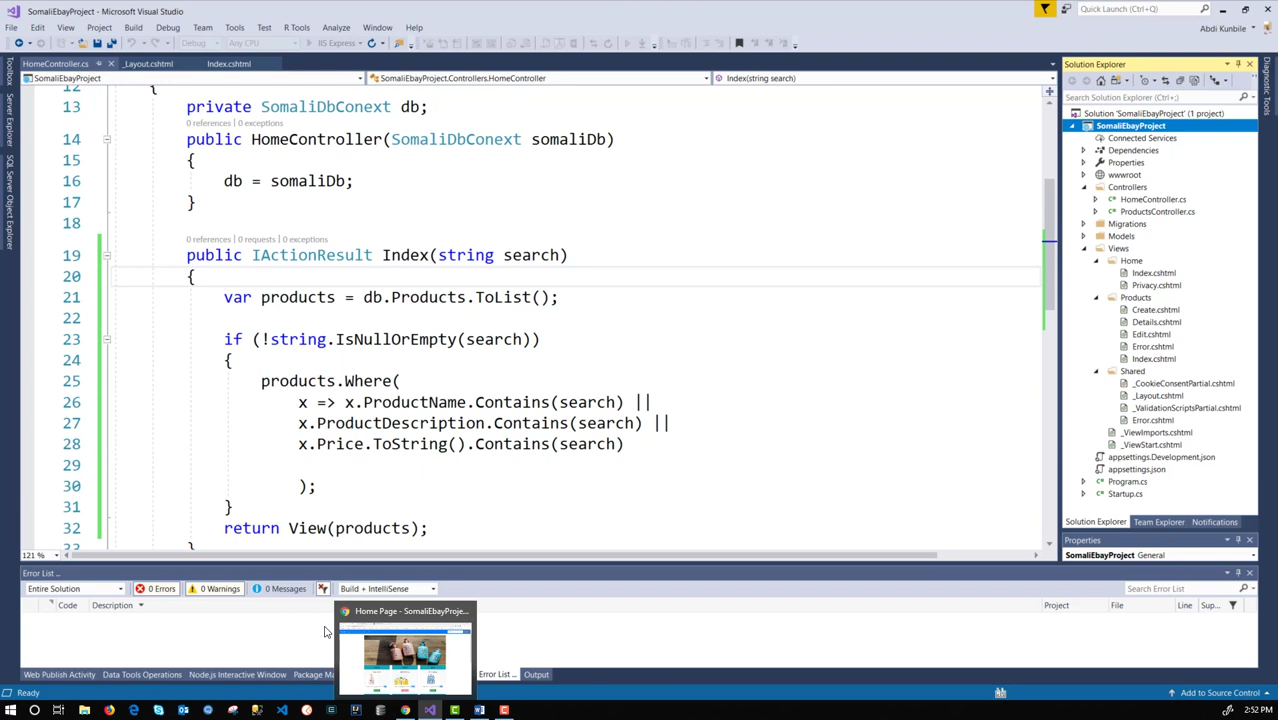 SomaliEbayProject - Microsoft Visual Studio
Quick Launch (Ctrl+Q)
File Edit View Project Build Debug Team Tools Test R Tools Analyze Window Help
Abdi Kunbile
Debug Any CPU IIS Express
HomeController.cs _Layout.cshtml Index.cshtml
SomaliEbayProject SomaliEbayProject.Controllers.HomeController Index(string search)
Toolbox
Server Explorer
SQL Server Object Explorer
12 {
13 private SomaliDbConext db;
0 references | 0 exceptions
14 public HomeController(SomaliDbConext somaliDb)
15 {
16 db = somaliDb;
17 }
18
0 references | 0 requests | 0 exceptions
19 public IActionResult Index(string search)
20 {
21 var products = db.Products.ToList();
22
23 if (!string.IsNullOrEmpty(search))
24 {
25 products.Where(
26 x => x.ProductName.Contains(search) ||
27 x.ProductDescription.Contains(search) ||
28 x.Price.ToString().Contains(search)
29
30 );
31 }
32 return View(products);
33 }
121 %
Solution Explorer
Search Solution Explorer (Ctrl+;)
Solution 'SomaliEbayProject' (1 project)
SomaliEbayProject
Connected Services
Dependencies
Properties
wwwroot
Controllers
HomeController.cs
ProductsController.cs
Migrations
Models
Views
Home
Index.cshtml
Privacy.cshtml
Products
Create.cshtml
Details.cshtml
Edit.cshtml
Error.cshtml
Index.cshtml
Shared
_CookieConsentPartial.cshtml
_Layout.cshtml
_ValidationScriptsPartial.cshtml
Error.cshtml
_ViewImports.cshtml
_ViewStart.cshtml
appsettings.Development.json
appsettings.json
Program.cs
Startup.cs
Solution Explorer Team Explorer Notifications
Properties
SomaliEbayProject General
Diagnostic Tools
Error List ...
Entire Solution 0 Errors 0 Warnings 0 Messages Build + IntelliSense
Search Error List
Code Description Project File Line Sup...
Home Page - SomaliEbayProje...
Web Publish Activity Data Tools Operations Node.js Interactive Window Package Ma Error List ... Output
Ready
Add to Source Control
2:52 PM